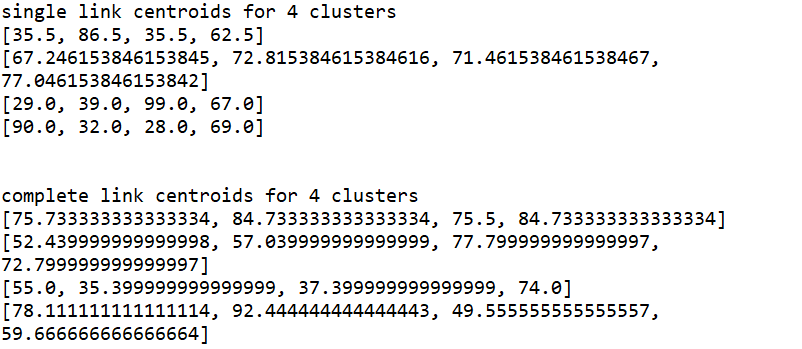 single link centroids for 4 clusters
[35.5, 86.5, 35.5, 62.5]
[67.246153846153845, 72.815384615384616, 71.461538461538467,
77.046153846153842]
[29.0, 39.0, 99.0, 67.0]
[90.0, 32.0, 28.0, 69.0]
complete link centroids for 4 clusters
[75.733333333333334, 84.733333333333334, 75.5, 84.733333333333334]
[52.439999999999998, 57.039999999999999, 77.799999999999997,
72.799999999999997]
[55.0, 35.399999999999999, 37.399999999999999, 74.0]
[78.111111111111114, 92.444444444444443, 49.555555555555557,
59.666666666666664]